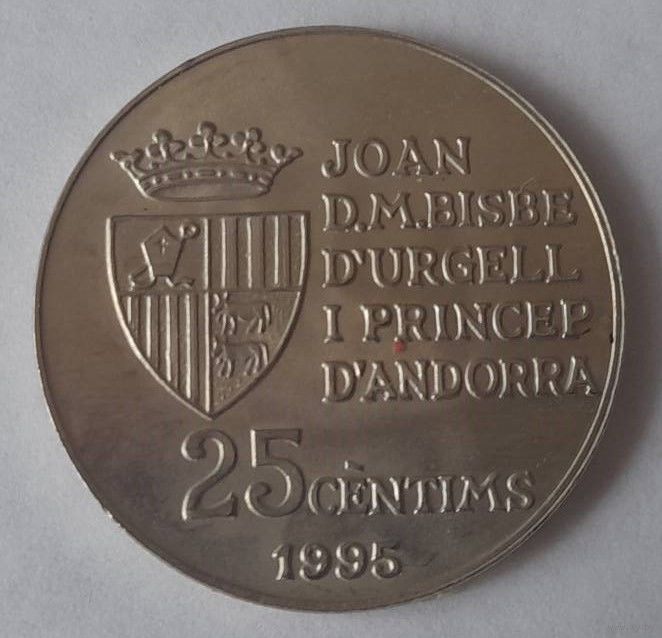 JOAN
D.M.BISBE
D'URGELL
I PRINCEP
D'ANDORRA
25 CÈNTIMS
1995